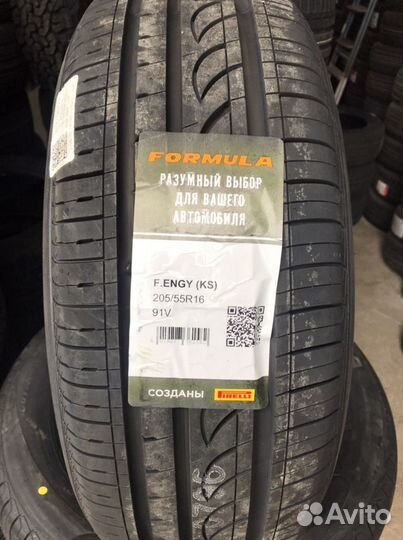 FORMULA
РАЗУМНЫЙ ВЫБОР
ДЛЯ ВАШЕГО
АВТОМОБИЛЯ
F.ENGY (KS)
205/55R16
91V
СОЗДАНЫ PIRELLI
Avito